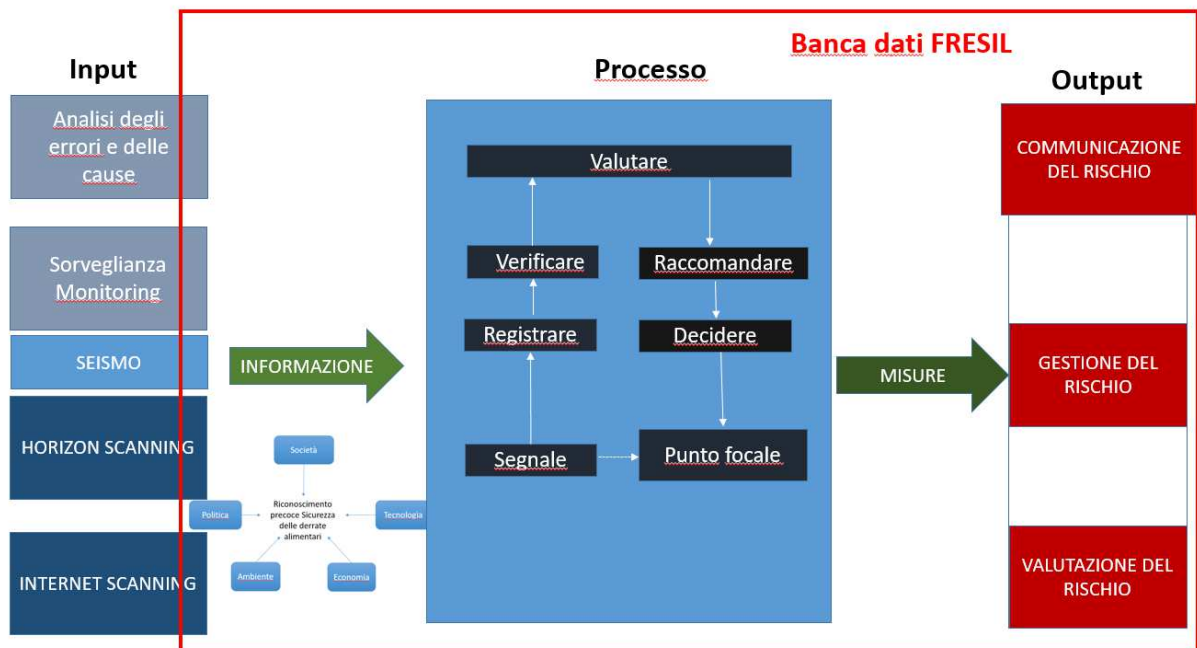 Banca dati FRESIL
Input
Analisi degli
errori e delle
cause
Sorveglianza
Monitoring
SEISMO
HORIZON SCANNING
INTERNET SCANNING
INFORMAZIONE
Società
Politica
Riconoscimento
precoce Sicurezza
delle derrate
alimentari
Tecnologia
Ambiente
Economia
Processo
Valutare
Verificare
Raccomandare
Registrare
Decidere
Segnale
Punto focale
MISURE
Output
COMMUNICAZIONE
DEL RISCHIO
GESTIONE DEL
RISCHIO
VALUTAZIONE DEL
RISCHIO